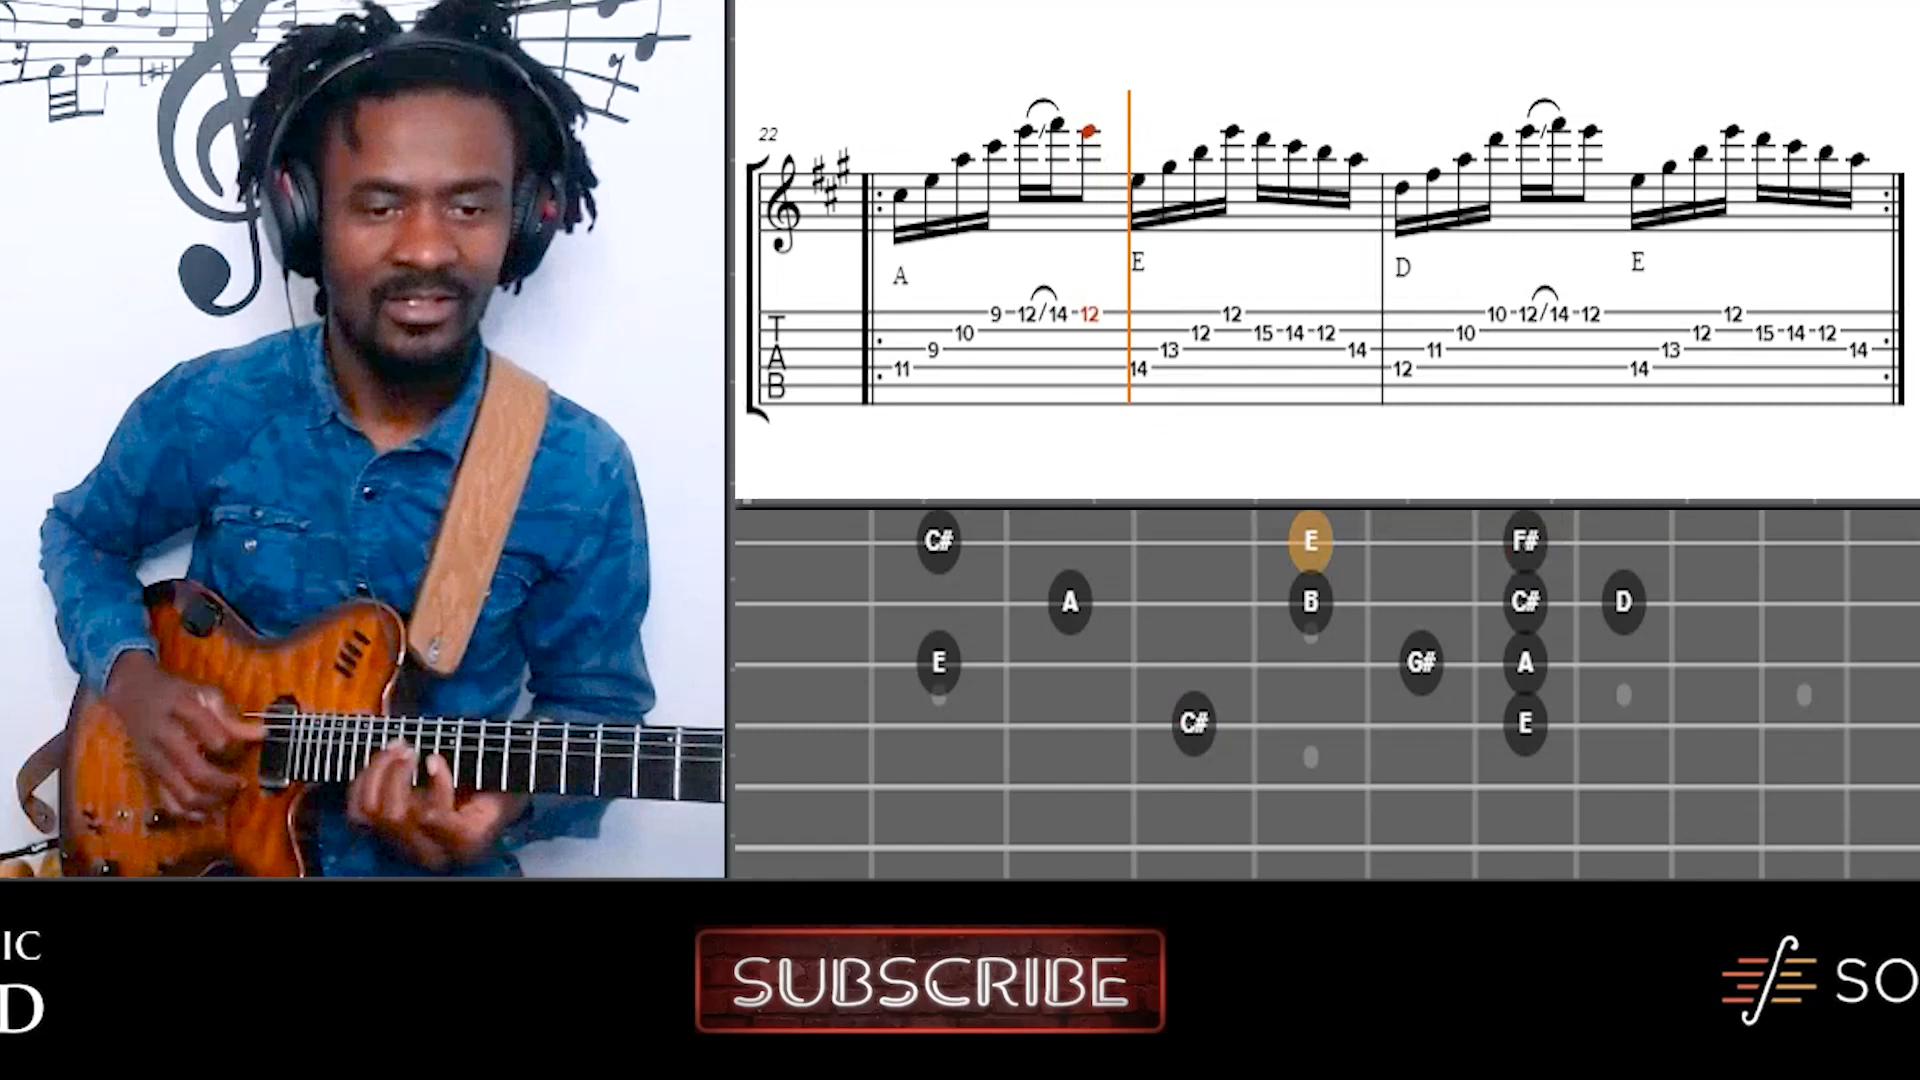 22
A E D E
T
A
B
9 12/14 12 12 10 12/14 12 12
10 12 15 14 12 10 12 15 14 12
9 13 14 11 13 14
11 14 12 14
C# E F#
A B C# D
E G# A
C# E
IC
D
SUBSCRIBE
SO